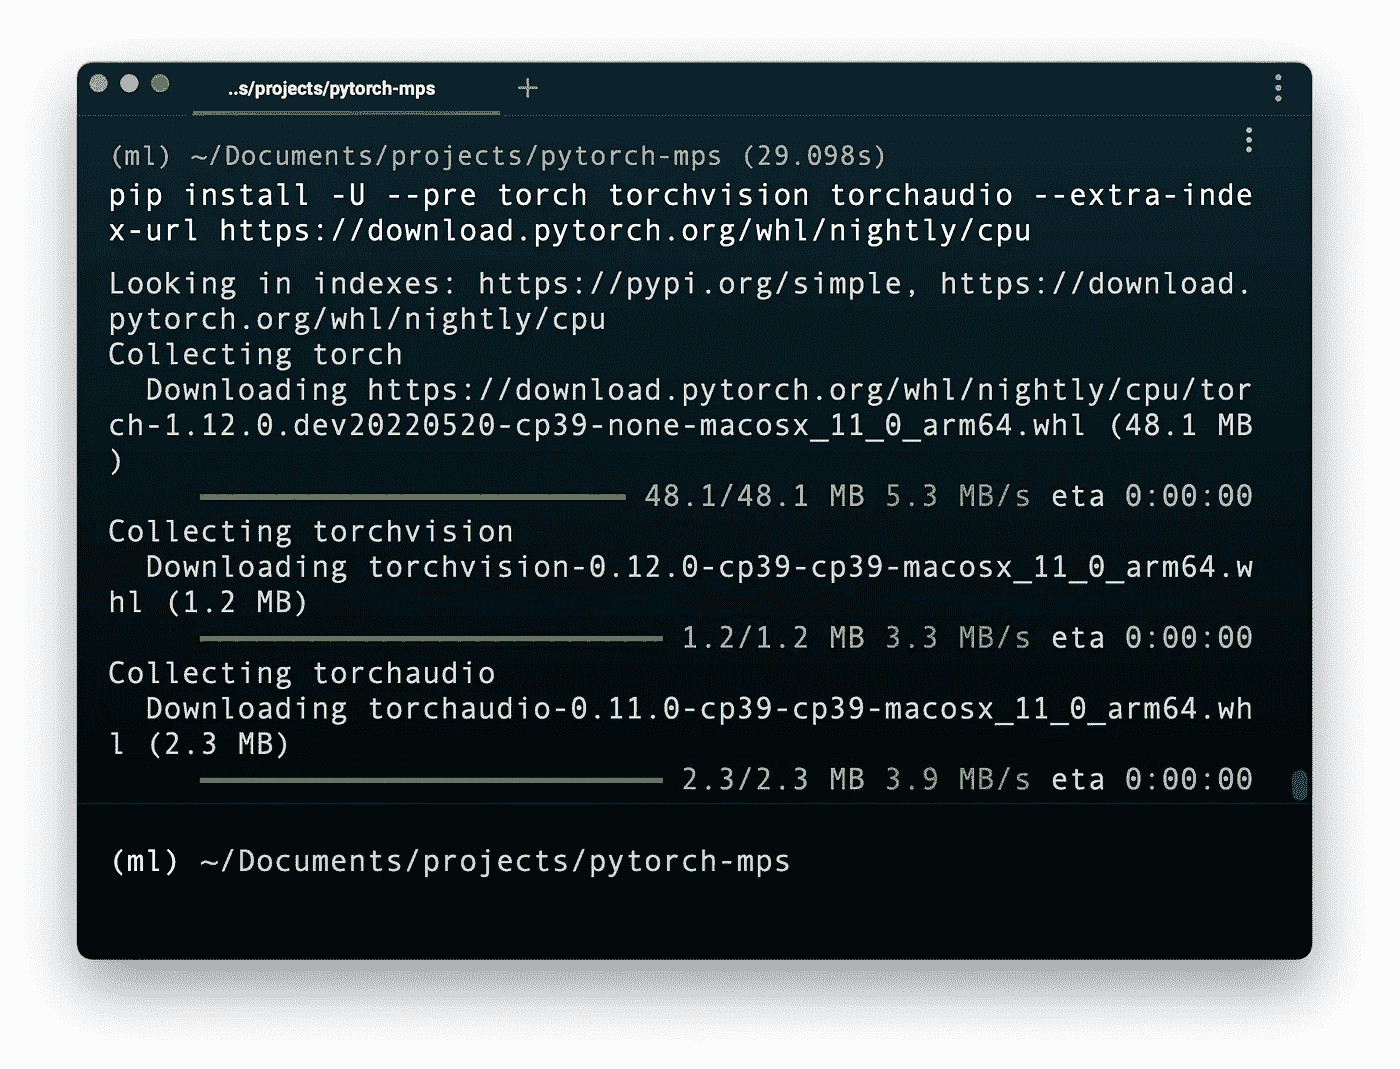 ..s/projects/pytorch-mps
(ml) ~/Documents/projects/pytorch-mps (29.098s)
pip install -U --pre torch torchvision torchaudio --extra-inde
x-url https://download.pytorch.org/whl/nightly/cpu
Looking in indexes: https://pypi.org/simple, https://download.
pytorch.org/whl/nightly/cpu
Collecting torch
  Downloading https://download.pytorch.org/whl/nightly/cpu/tor
ch-1.12.0.dev20220520-cp39-none-macosx_11_0_arm64.whl (48.1 MB
)
48.1/48.1 MB 5.3 MB/s eta 0:00:00
Collecting torchvision
  Downloading torchvision-0.12.0-cp39-cp39-macosx_11_0_arm64.w
hl (1.2 MB)
1.2/1.2 MB 3.3 MB/s eta 0:00:00
Collecting torchaudio
  Downloading torchaudio-0.11.0-cp39-cp39-macosx_11_0_arm64.wh
l (2.3 MB)
2.3/2.3 MB 3.9 MB/s eta 0:00:00
(ml) ~/Documents/projects/pytorch-mps